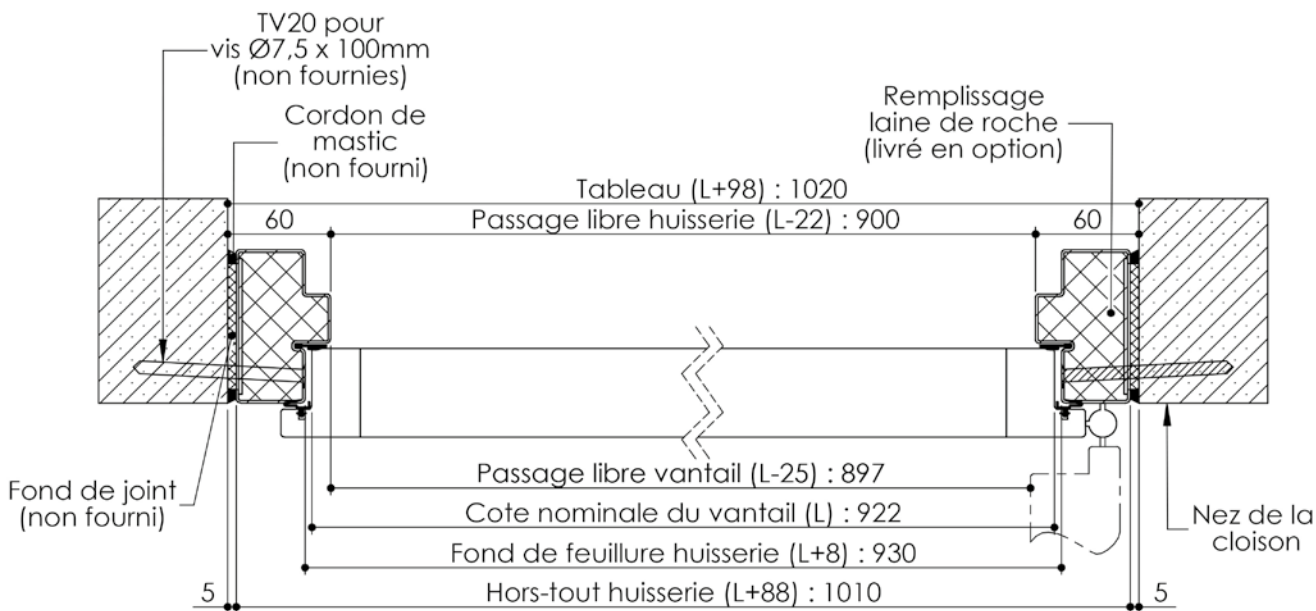 TV20 pour
vis Ø7,5 x 100mm
(non fournies)
Cordon de
mastic
(non fourni)
Remplissage
laine de roche
(livré en option)
Tableau (L+98) : 1020
60
Passage libre huisserie (L-22) : 900
60
Passage libre vantail (L-25) : 897
Fond de joint
(non fourni)
Cote nominale du vantail (L) : 922
Nez de la
cloison
Fond de feuillure huisserie (L+8) : 930
5
Hors-tout huisserie (L+88) : 1010
5